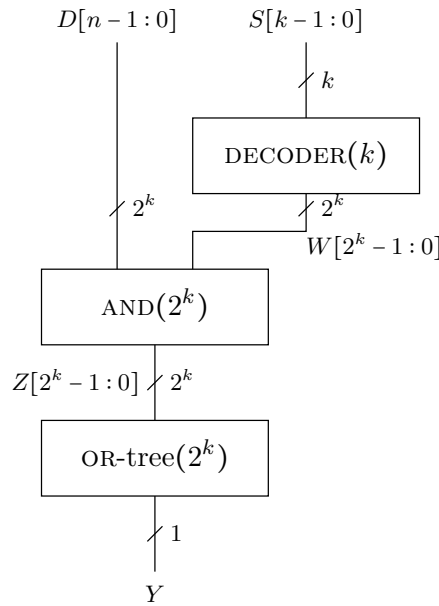 D[n − 1 : 0] S[k − 1 : 0]
k
DECODER(k)
2^k 2^k
W[2^k − 1 : 0]
AND(2^k)
Z[2^k − 1 : 0] 2^k
OR-tree(2^k)
1
Y